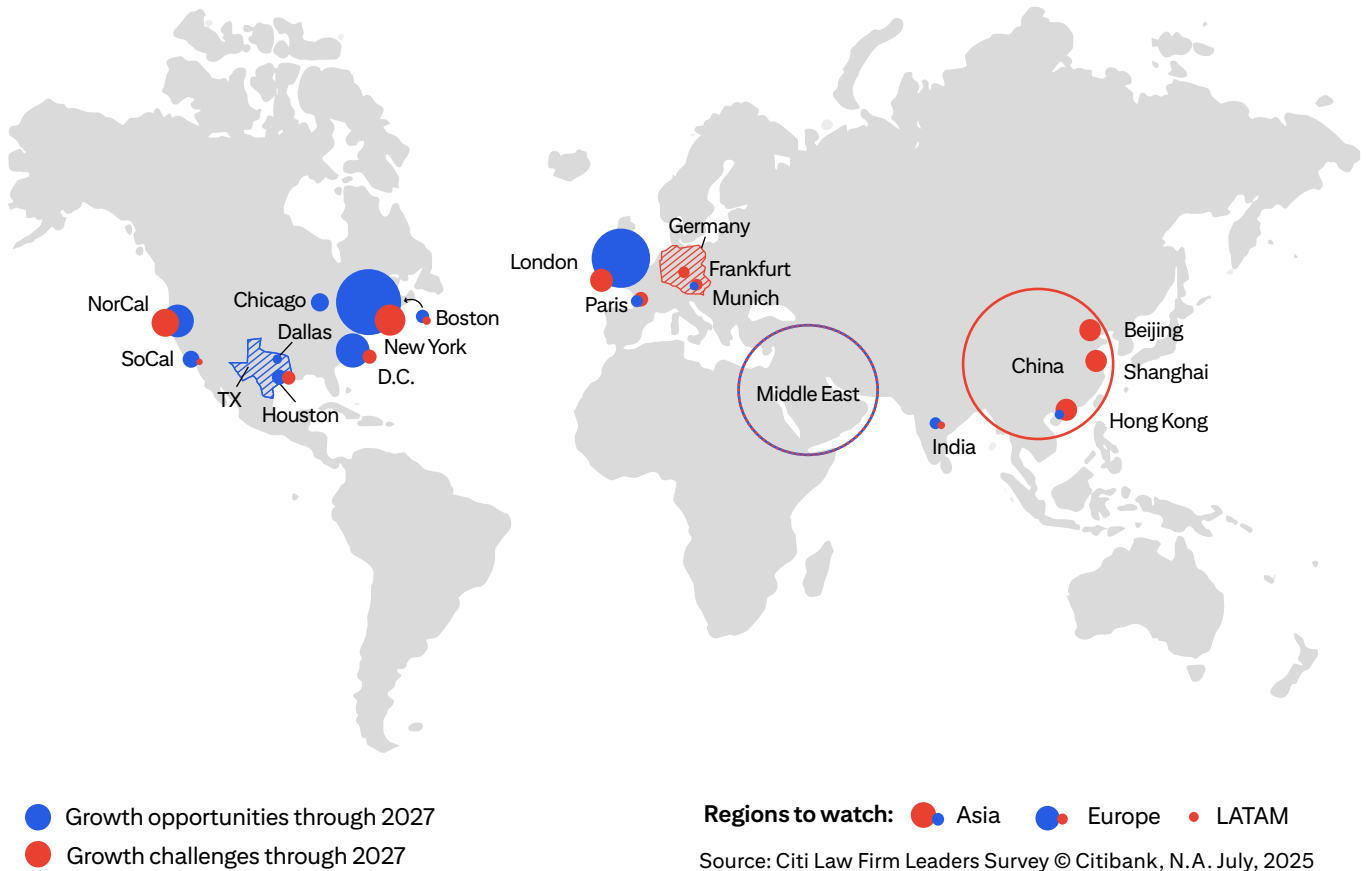 Germany
London
Frankfurt
Munich
Paris
NorCal
Chicago
Boston
Dallas
New York
SoCal
D.C.
TX
Houston
Middle East
China
Beijing
Shanghai
Hong Kong
India
Growth opportunities through 2027
Growth challenges through 2027
Regions to watch: Asia Europe LATAM
Source: Citi Law Firm Leaders Survey © Citibank, N.A. July, 2025